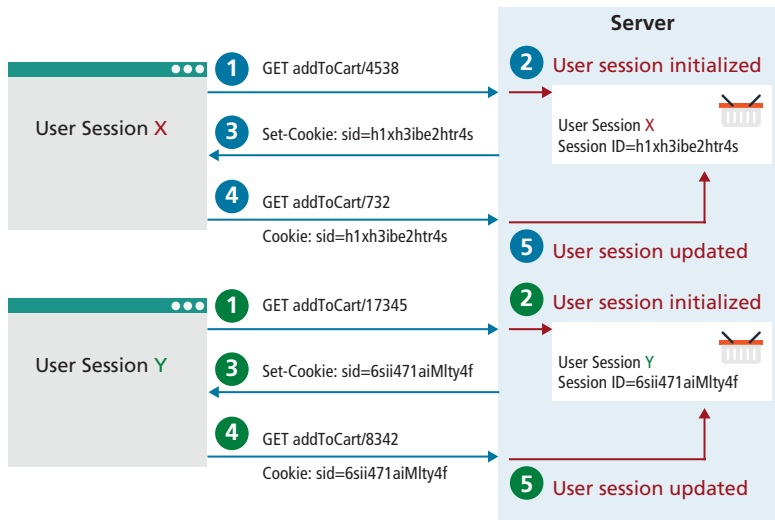 Server
1 GET addToCart/4538
2 User session initialized
User Session X
3 Set-Cookie: sid=h1xh3ibe2htr4s
User Session X
Session ID=h1xh3ibe2htr4s
4 GET addToCart/732
Cookie: sid=h1xh3ibe2htr4s
5 User session updated
1 GET addToCart/17345
2 User session initialized
User Session Y
3 Set-Cookie: sid=6sii471aiMlty4f
User Session Y
Session ID=6sii471aiMlty4f
4 GET addToCart/8342
Cookie: sid=6sii471aiMlty4f
5 User session updated